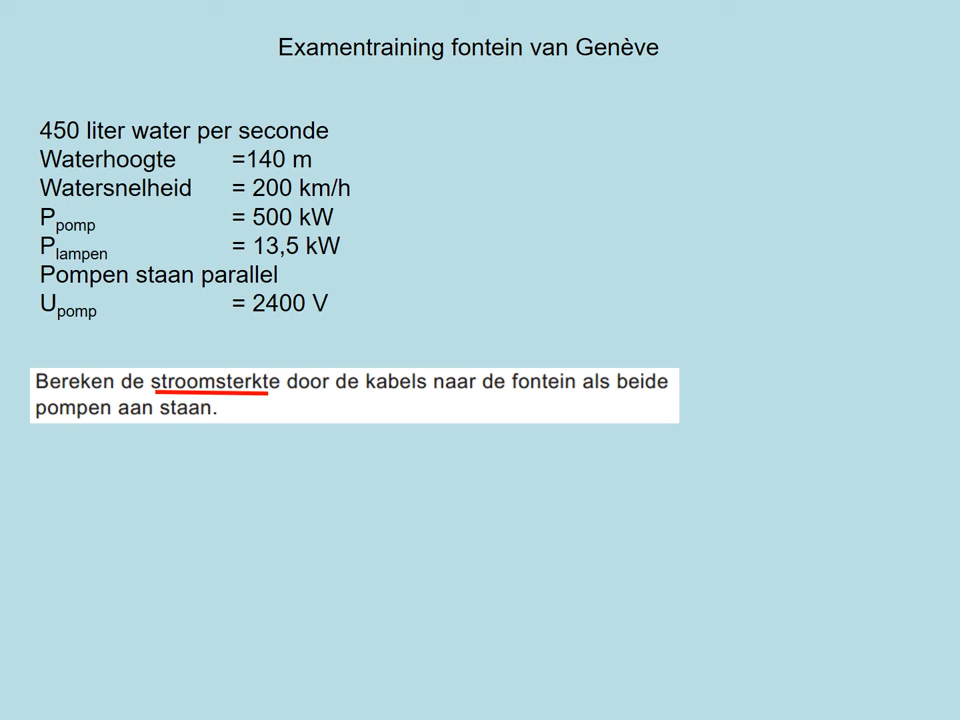 Examentraining fontein van Genève
450 liter water per seconde
Waterhoogte =140 m
Watersnelheid = 200 km/h
Ppomp = 500 kW
Plampen = 13,5 kW
Pompen staan parallel
Upomp = 2400 V
Bereken de stroomsterkte door de kabels naar de fontein als beide
pompen aan staan.